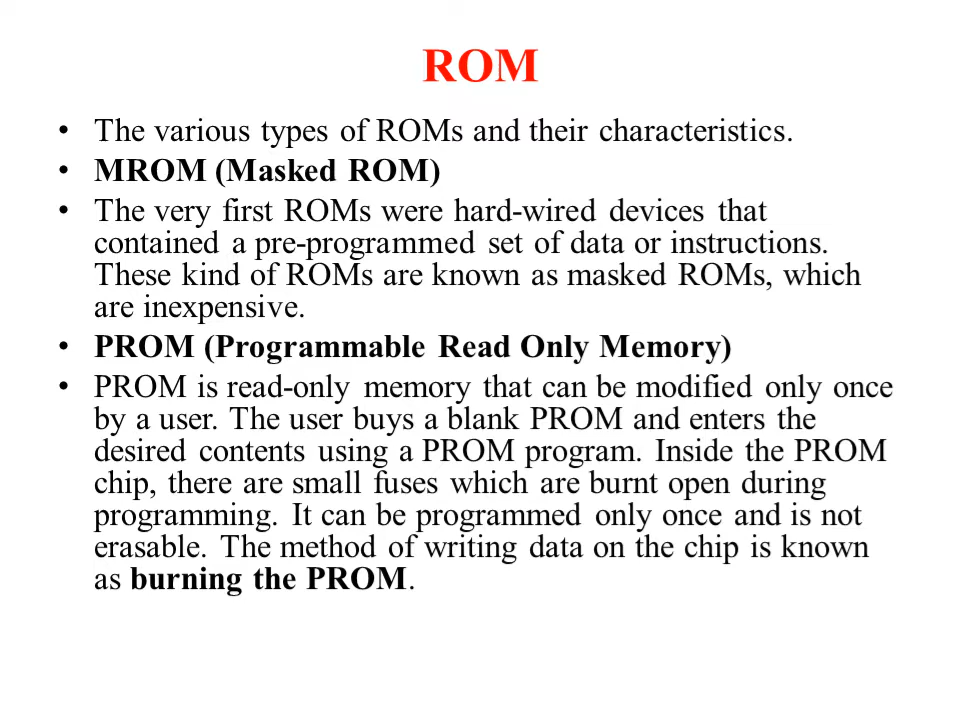 ROM
• The various types of ROMs and their characteristics.
• MROM (Masked ROM)
• The very first ROMs were hard-wired devices that
contained a pre-programmed set of data or instructions.
These kind of ROMs are known as masked ROMs, which
are inexpensive.
• PROM (Programmable Read Only Memory)
• PROM is read-only memory that can be modified only once
by a user. The user buys a blank PROM and enters the
desired contents using a PROM program. Inside the PROM
chip, there are small fuses which are burnt open during
programming. It can be programmed only once and is not
erasable. The method of writing data on the chip is known
as burning the PROM.